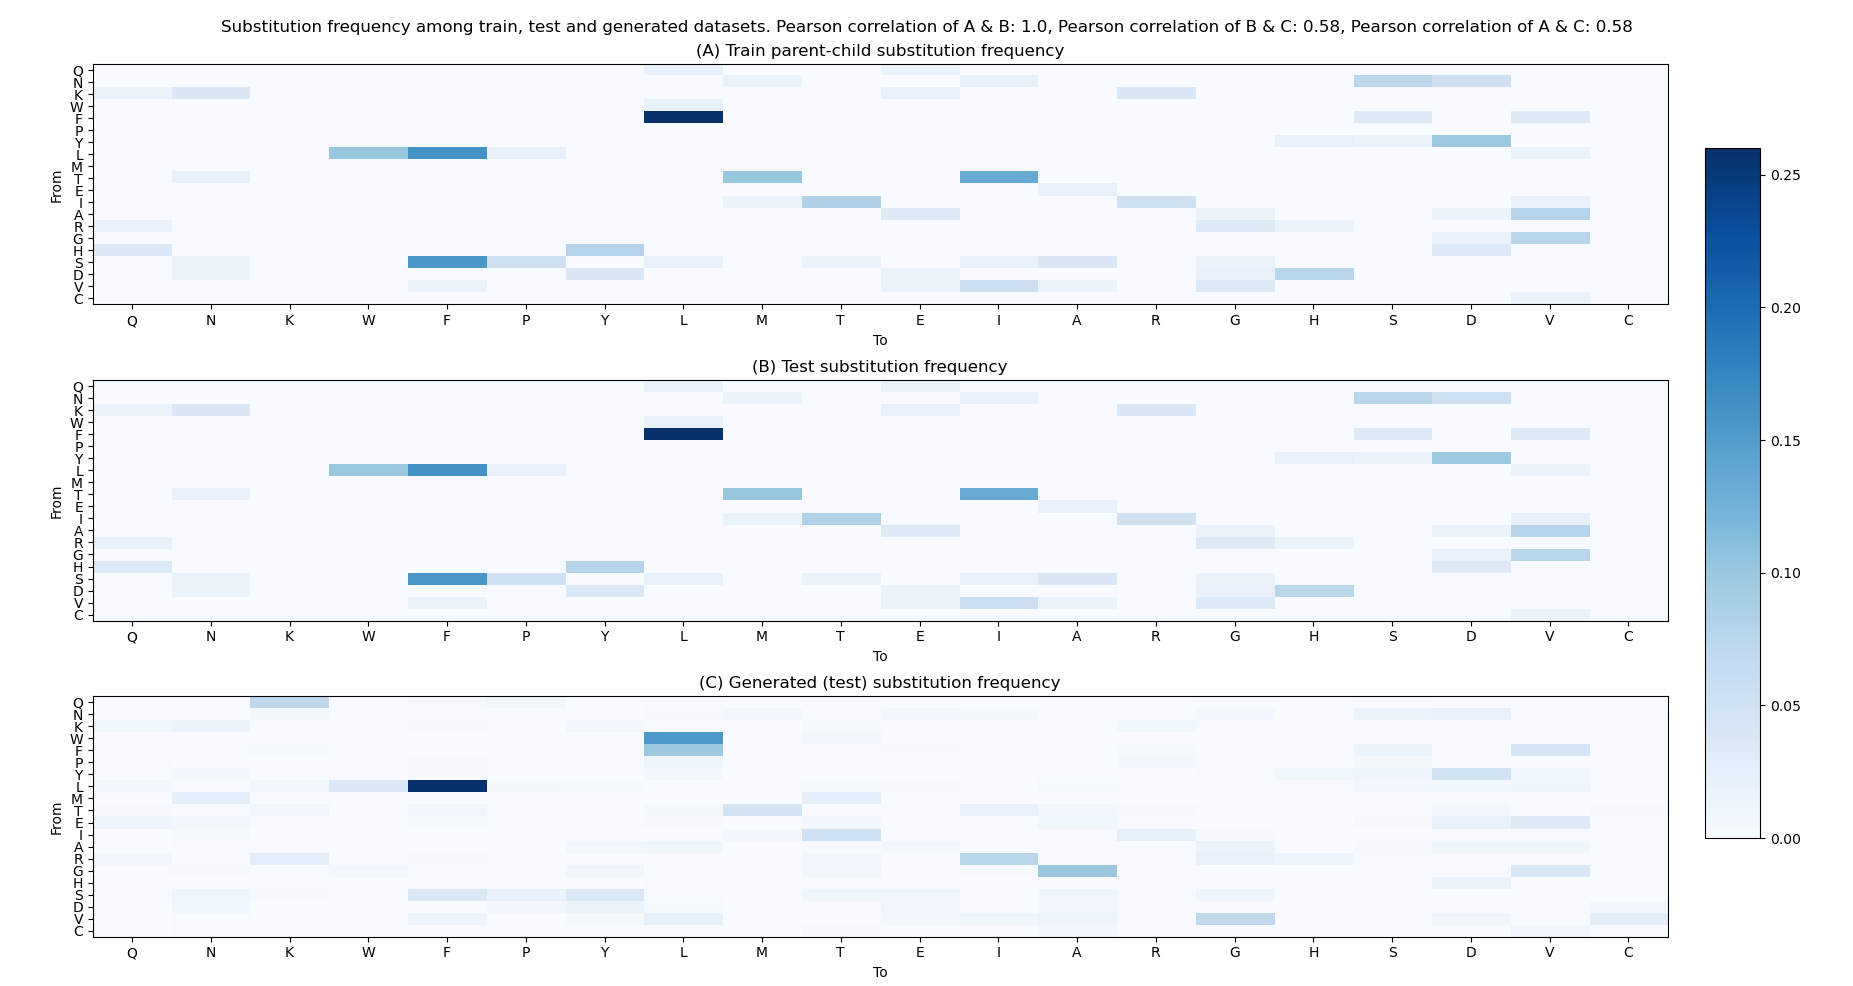 Substitution frequency among train, test and generated datasets. Pearson correlation of A & B: 1.0, Pearson correlation of B & C: 0.58, Pearson correlation of A & C: 0.58
(A) Train parent-child substitution frequency
From
Q
N
K
W
F
P
Y
L
M
T
E
I
A
R
G
H
S
D
V
C
Q N K W F P Y L M T E I A R G H S D V C
To
(B) Test substitution frequency
From
Q
N
K
W
F
P
Y
L
M
T
E
I
A
R
G
H
S
D
V
C
Q N K W F P Y L M T E I A R G H S D V C
To
(C) Generated (test) substitution frequency
From
Q
N
K
W
F
P
Y
L
M
T
E
I
A
R
G
H
S
D
V
C
Q N K W F P Y L M T E I A R G H S D V C
To
0.25
0.20
0.15
0.10
0.05
0.00